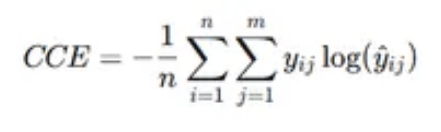 CCE = -\frac{1}{n} \sum_{i=1}^{n} \sum_{j=1}^{m} y_{ij} \log(\hat{y}_{ij})